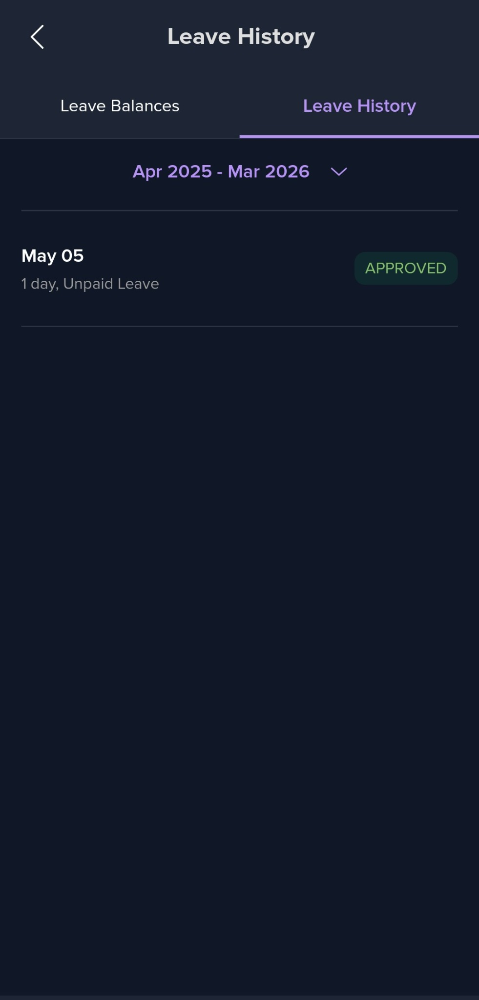 Leave History
Leave Balances
Leave History
Apr 2025 - Mar 2026
May 05
1 day, Unpaid Leave
APPROVED